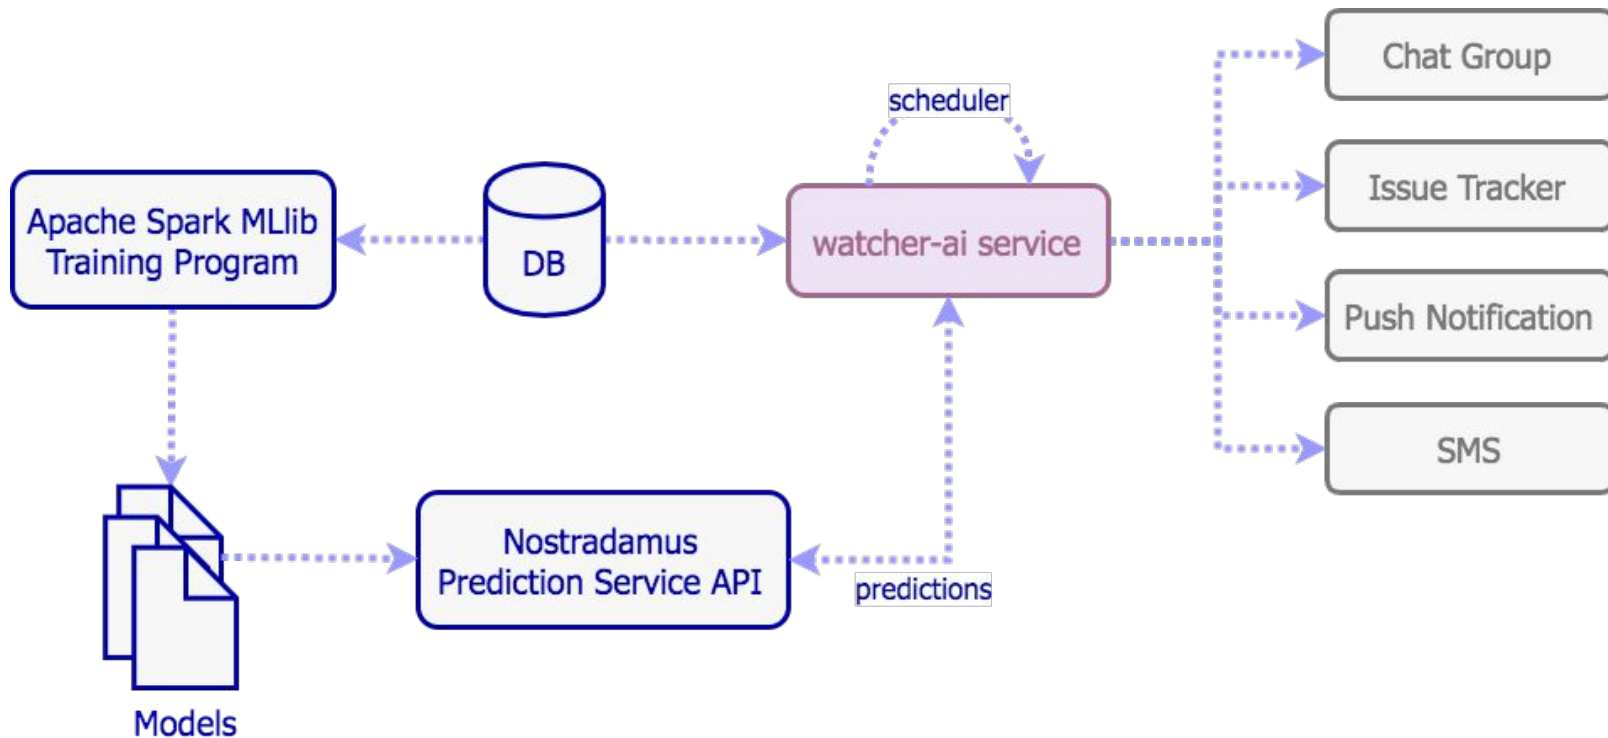 Chat Group
scheduler
Issue Tracker
Apache Spark MLlib
Training Program
DB
watcher-ai service
Push Notification
SMS
Nostradamus
Prediction Service API
predictions
Models